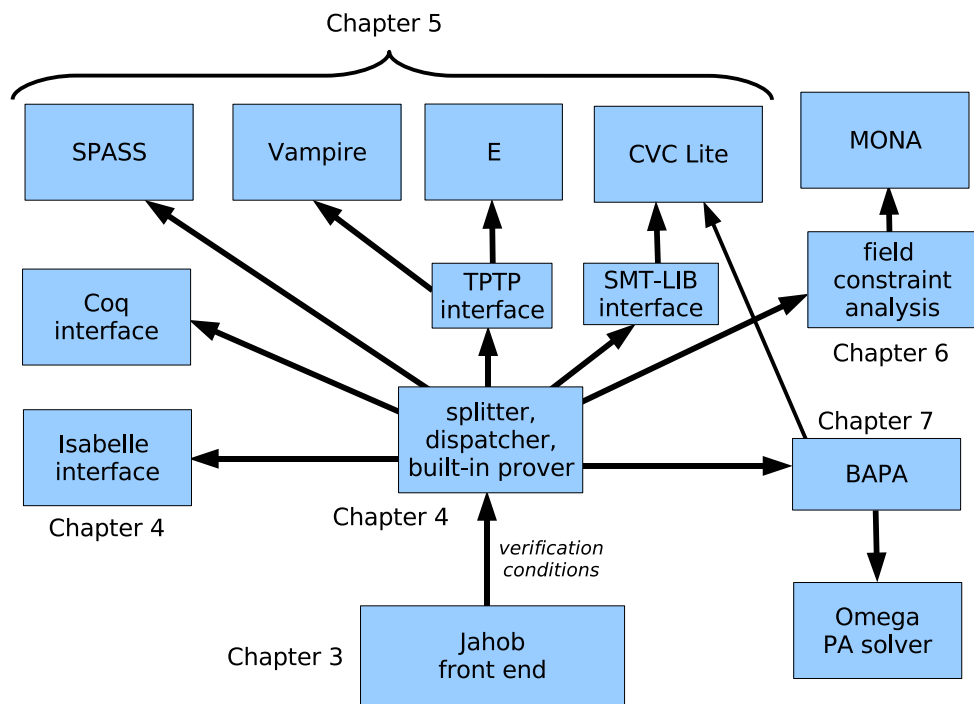 Chapter 5
SPASS
Vampire
E
CVC Lite
MONA
Coq
interface
TPTP
interface
SMT-LIB
interface
field
constraint
analysis
Chapter 6
Isabelle
interface
Chapter 4
splitter,
dispatcher,
built-in prover
Chapter 4
Chapter 7
BAPA
verification
conditions
Omega
PA solver
Chapter 3
Jahob
front end